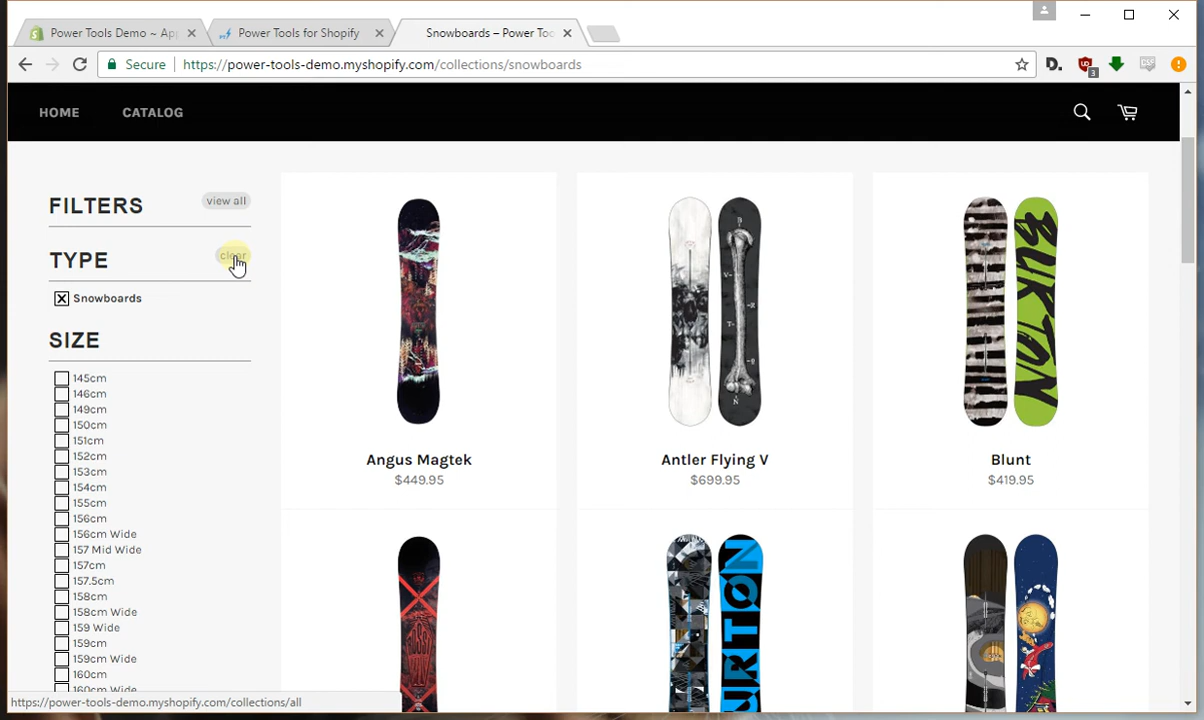 Power Tools Demo ~ Ap
Power Tools for Shopify
Snowboards – Power Too
Secure
https://power-tools-demo.myshopify.com/collections/snowboards
3
HOME
CATALOG
FILTERS
view all
TYPE
clear
Snowboards
SIZE
145cm
146cm
149cm
150cm
151cm
152cm
153cm
154cm
155cm
156cm
156cm Wide
157 Mid Wide
157cm
157.5cm
158cm
158cm Wide
159 Wide
159cm
159cm Wide
160cm
160cm Wide
Angus Magtek
$449.95
Antler Flying V
$699.95
Blunt
$419.95
BURTON
https://power-tools-demo.myshopify.com/collections/all